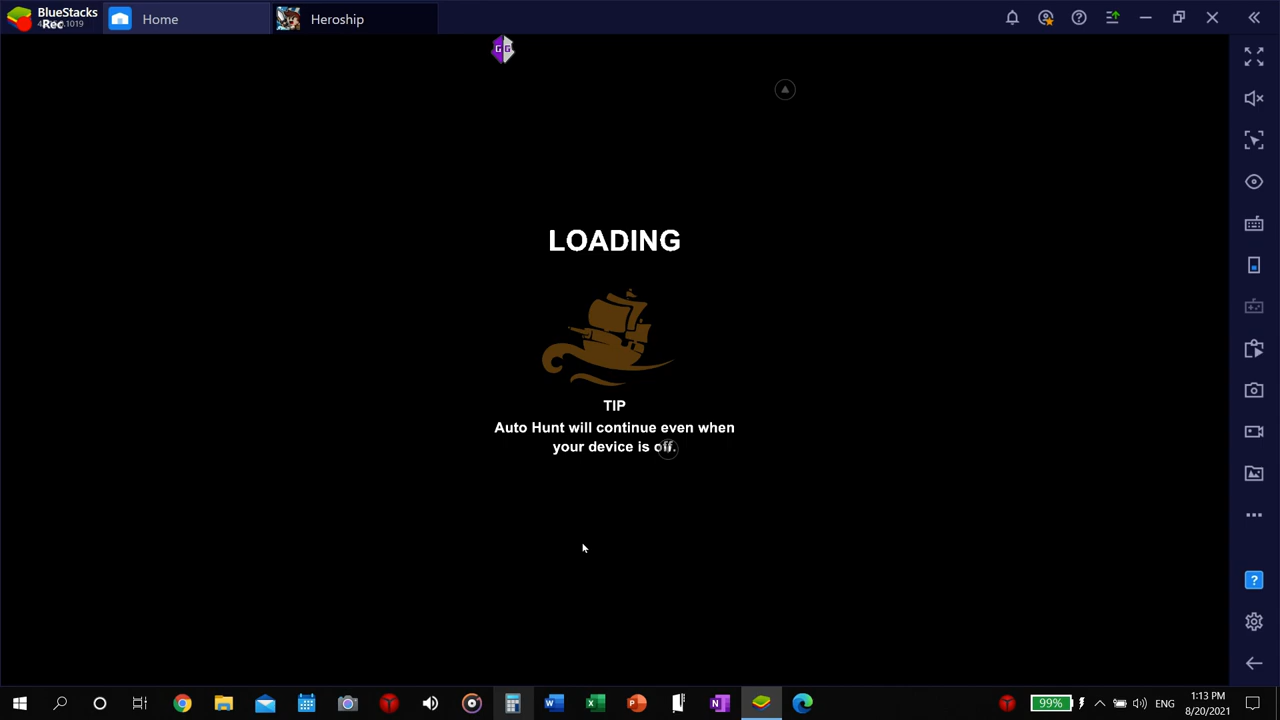 BlueStacks
Rec
Home
Heroship
GG
LOADING
TIP
Auto Hunt will continue even when
your device is off.
?
99%
ENG
1:13 PM
8/20/2021